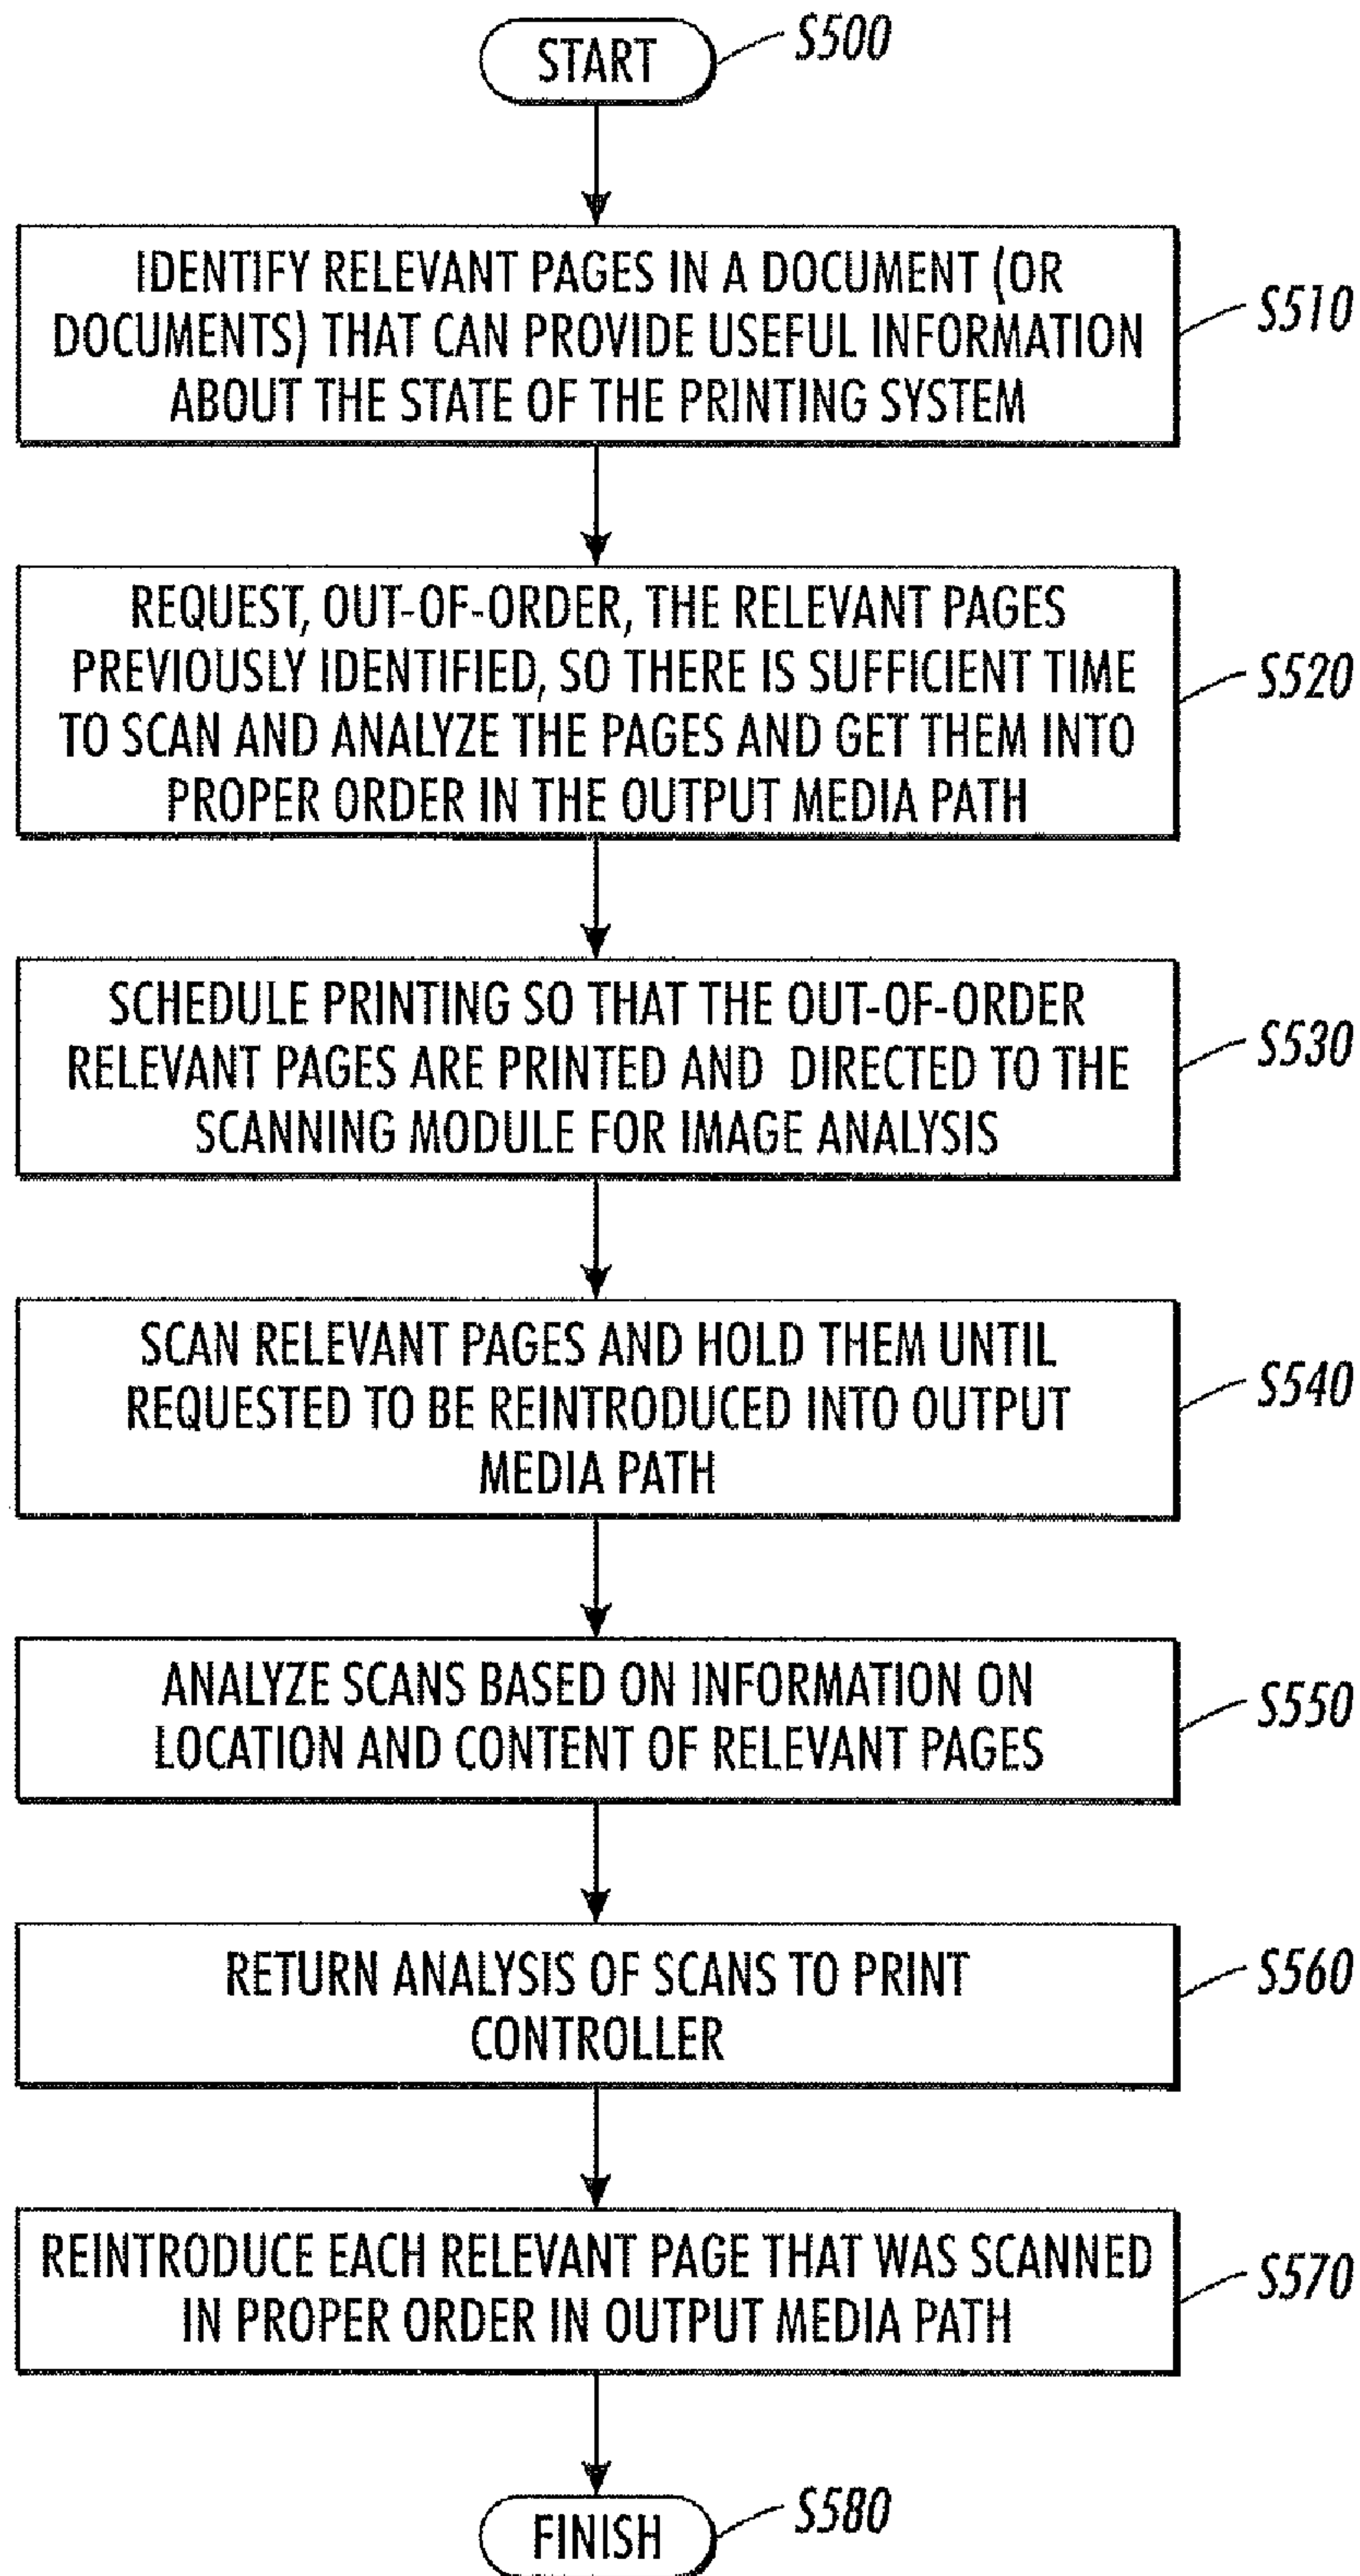 START
S500
IDENTIFY RELEVANT PAGES IN A DOCUMENT (OR
DOCUMENTS) THAT CAN PROVIDE USEFUL INFORMATION
ABOUT THE STATE OF THE PRINTING SYSTEM
S510
REQUEST, OUT-OF-ORDER, THE RELEVANT PAGES
PREVIOUSLY IDENTIFIED, SO THERE IS SUFFICIENT TIME
TO SCAN AND ANALYZE THE PAGES AND GET THEM INTO
PROPER ORDER IN THE OUTPUT MEDIA PATH
S520
SCHEDULE PRINTING SO THAT THE OUT-OF-ORDER
RELEVANT PAGES ARE PRINTED AND DIRECTED TO THE
SCANNING MODULE FOR IMAGE ANALYSIS
S530
SCAN RELEVANT PAGES AND HOLD THEM UNTIL
REQUESTED TO BE REINTRODUCED INTO OUTPUT
MEDIA PATH
S540
ANALYZE SCANS BASED ON INFORMATION ON
LOCATION AND CONTENT OF RELEVANT PAGES
S550
RETURN ANALYSIS OF SCANS TO PRINT
CONTROLLER
S560
REINTRODUCE EACH RELEVANT PAGE THAT WAS SCANNED
IN PROPER ORDER IN OUTPUT MEDIA PATH
S570
FINISH
S580